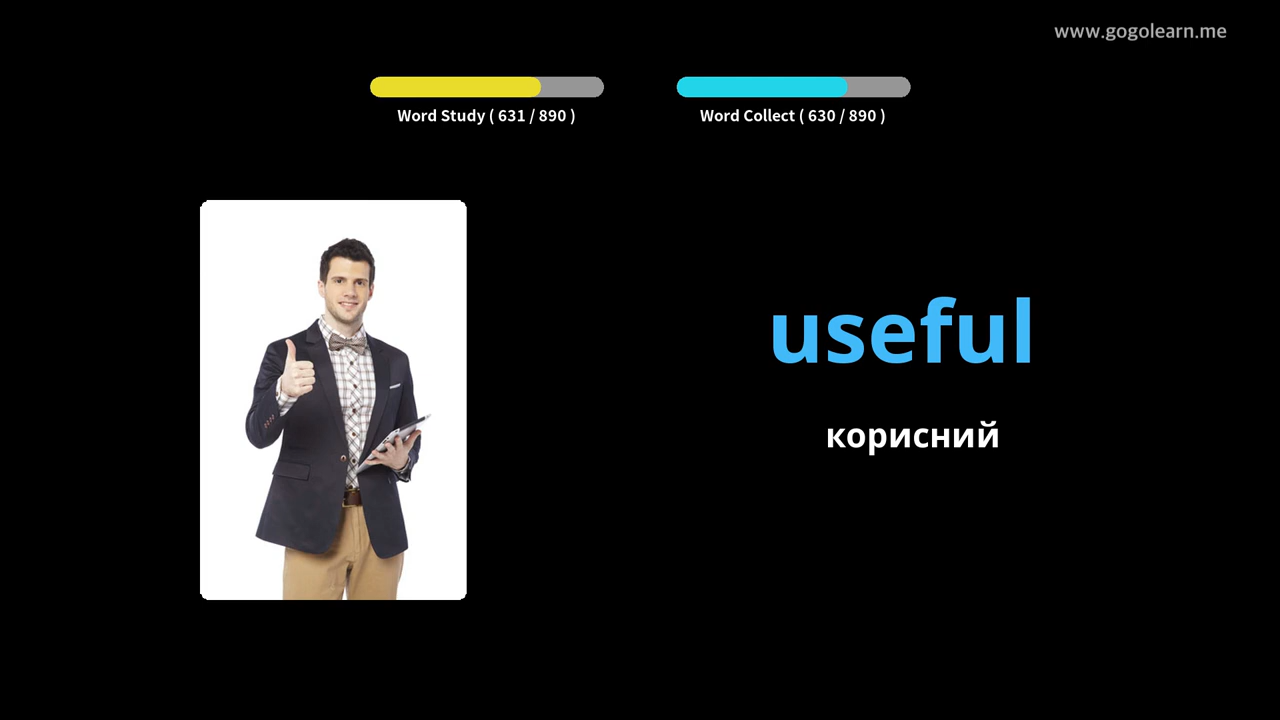 www.gogolearn.me
Word Study ( 631 / 890 )
Word Collect ( 630 / 890 )
useful
корисний